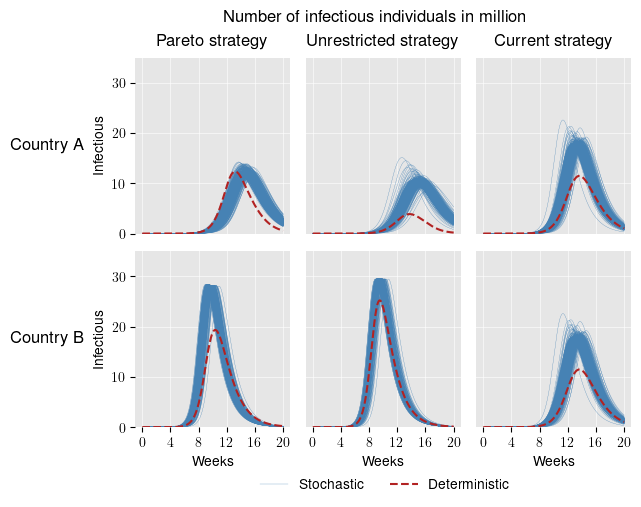 Number of infectious individuals in million
Pareto strategy Unrestricted strategy Current strategy
Country A
Infectious
30
20
10
0
Country B
Infectious
30
20
10
0
0 4 8 12 16 20 0 4 8 12 16 20 0 4 8 12 16 20
Weeks Weeks Weeks
Stochastic Deterministic